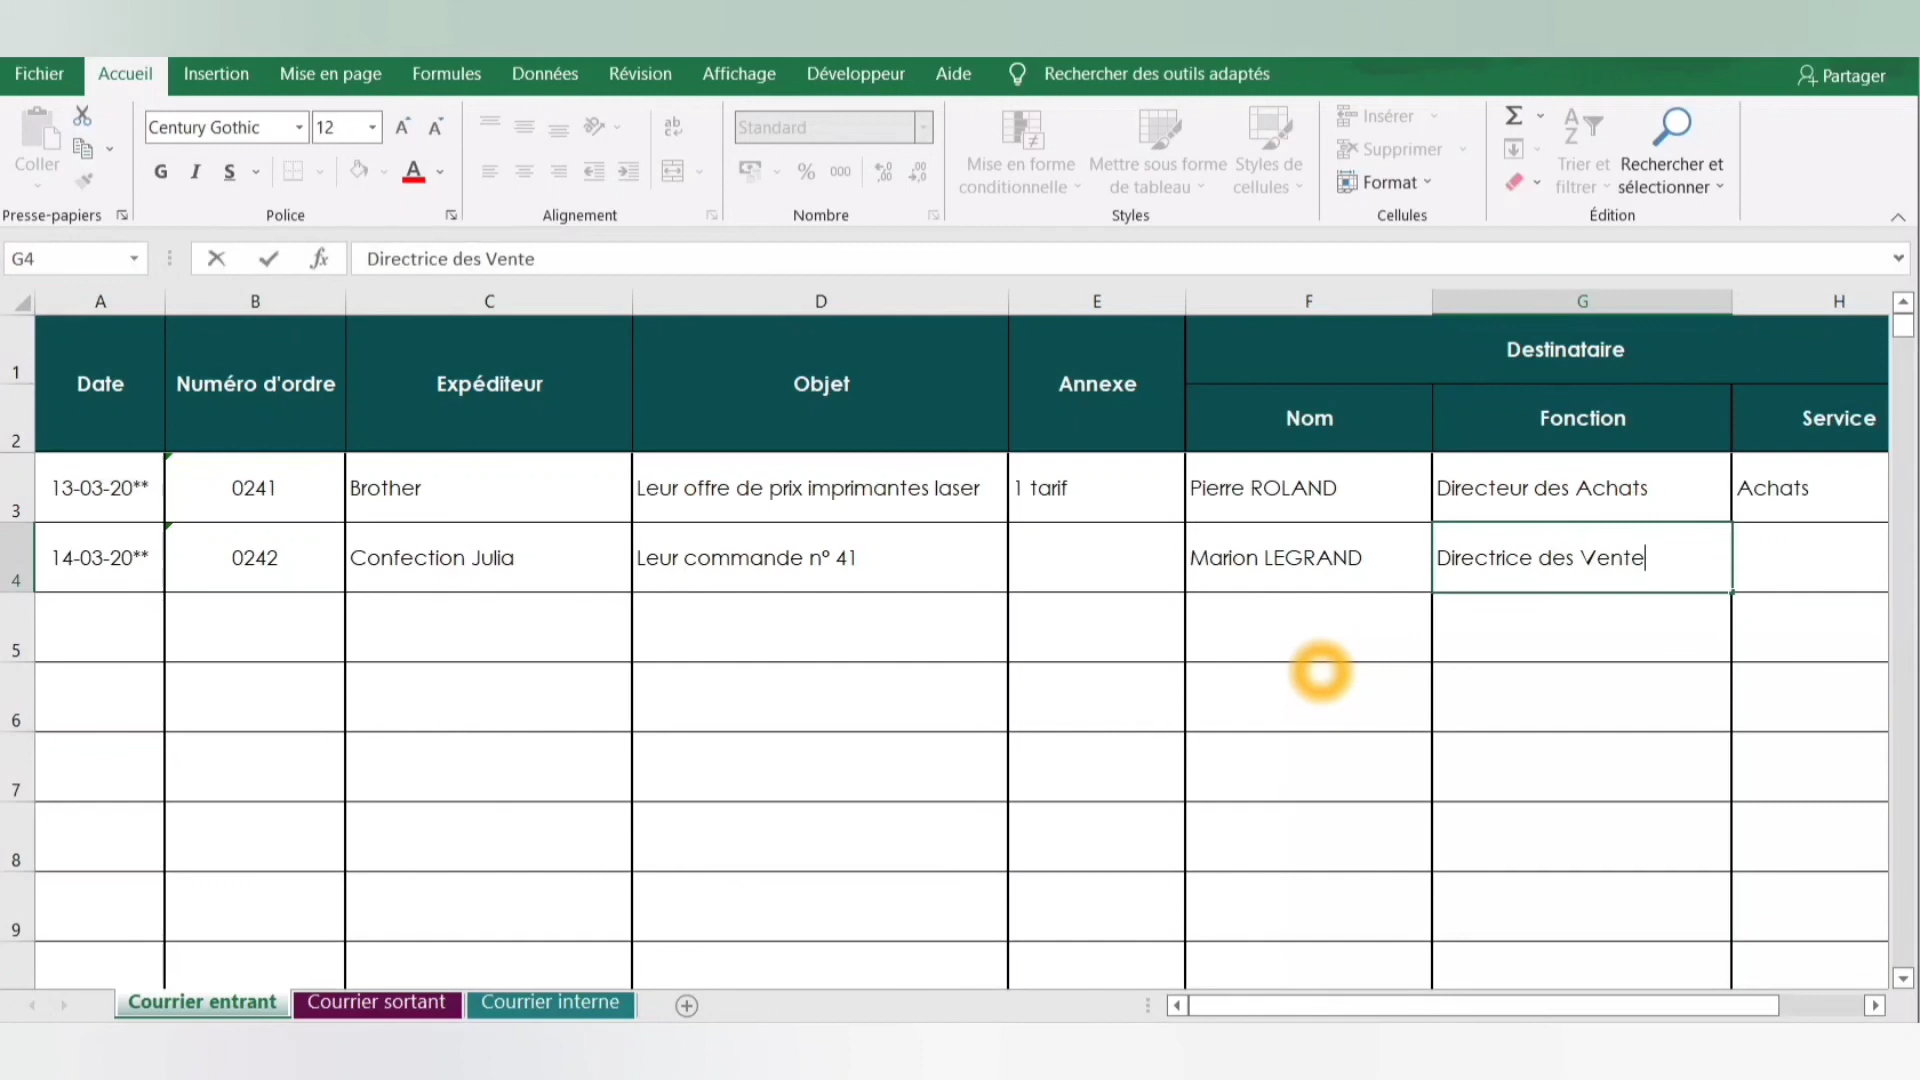 Fichier Accueil Insertion Mise en page Formules Données Révision Affichage Développeur Aide Rechercher des outils adaptés Partager
Coller
Presse-papiers
Century Gothic 12
G I S A
Police
ab
Alignement
Standard
% 000
Nombre
Mise en forme conditionnelle
Mettre sous forme de tableau
Styles de cellules
Styles
Insérer
Supprimer
Format
Cellules
Σ
Trier et filtrer
Rechercher et sélectionner
Édition
G4 fx Directrice des Vente
A B C D E F G H
1 2 3 4 5 6 7 8 9
Date Numéro d'ordre Expéditeur Objet Annexe Destinataire
Nom Fonction Service
13-03-20** 0241 Brother Leur offre de prix imprimantes laser 1 tarif Pierre ROLAND Directeur des Achats Achats
14-03-20** 0242 Confection Julia Leur commande n° 41 Marion LEGRAND Directrice des Vente
Courrier entrant Courrier sortant Courrier interne